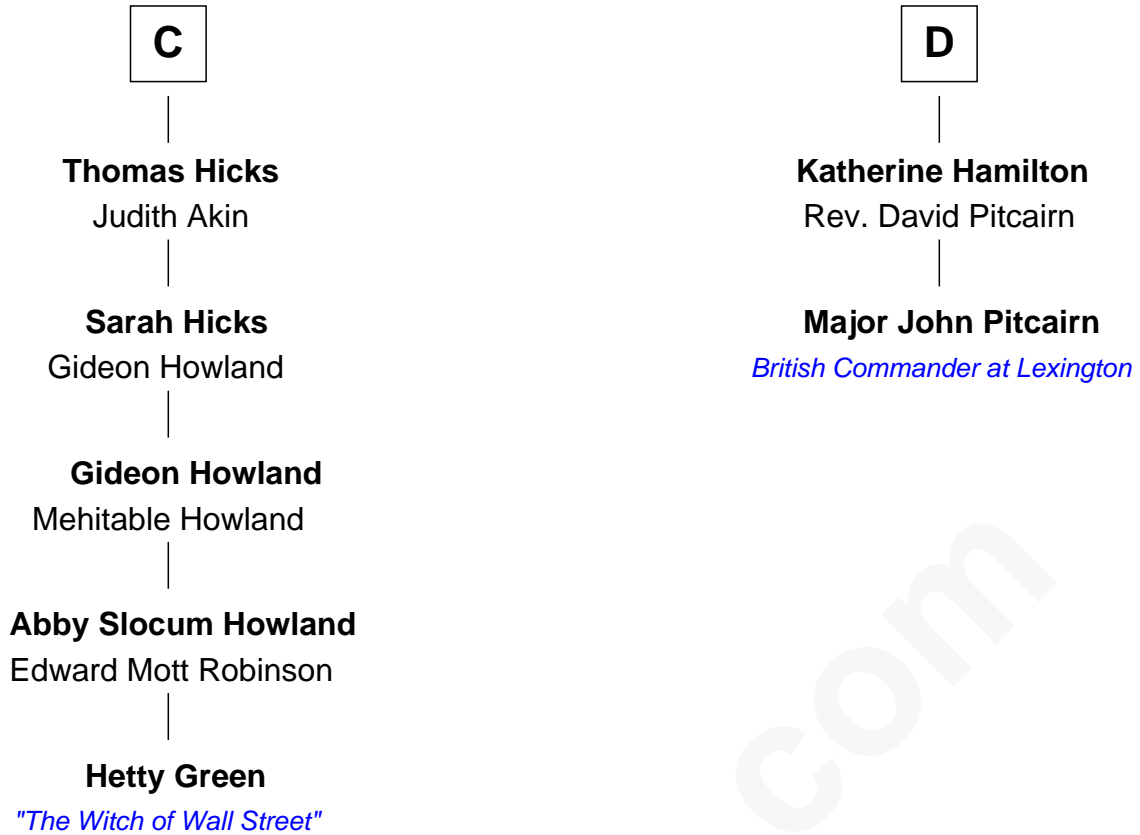 C
Thomas Hicks
Judith Akin
Sarah Hicks
Gideon Howland
Gideon Howland
Mehitable Howland
Abby Slocum Howland
Edward Mott Robinson
Hetty Green
"The Witch of Wall Street"
D
Katherine Hamilton
Rev. David Pitcairn
Major John Pitcairn
British Commander at Lexington
com